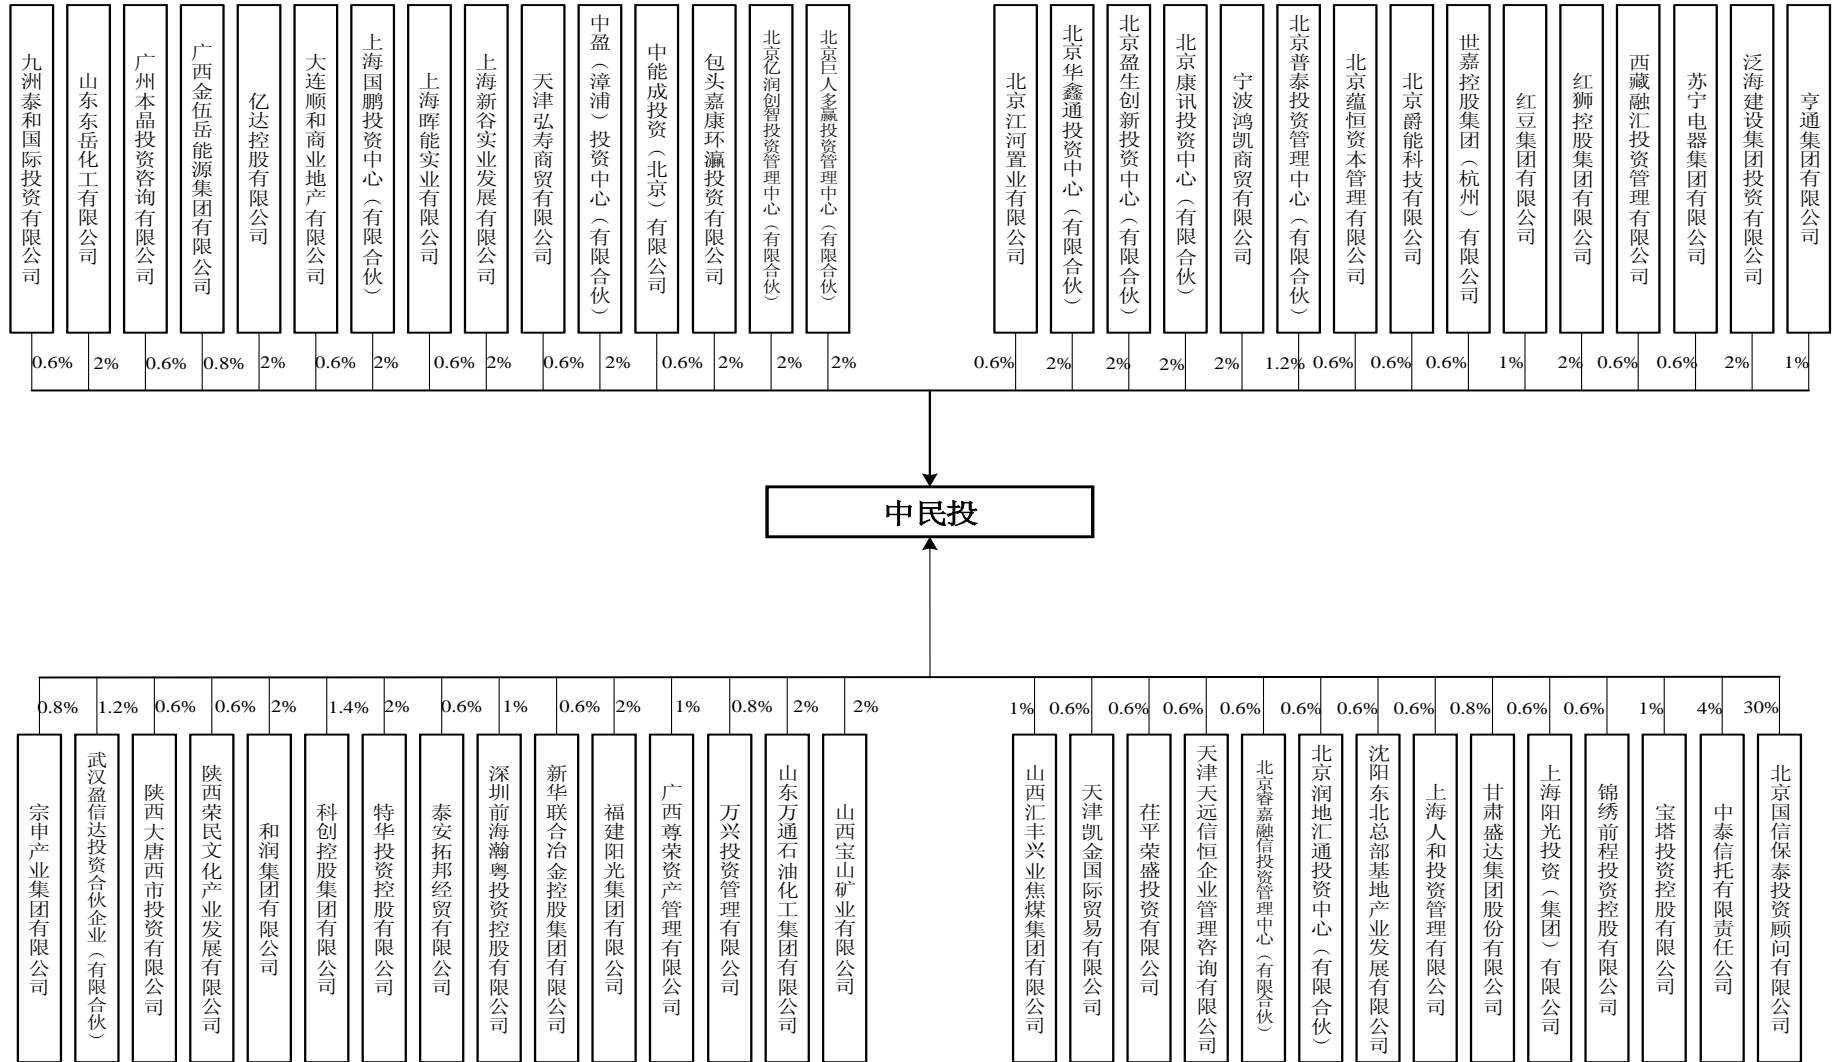 九洲泰和国际投资有限公司
山东东岳化工有限公司
广州本晶投资咨询有限公司
广西金伍岳能源集团有限公司
亿达控股有限公司
大连顺和商业地产有限公司
上海国鹏投资中心（有限合伙）
上海晖能实业有限公司
上海新谷实业发展有限公司
天津弘寿商贸有限公司
中盈（漳浦）投资中心（有限合伙）
中能成投资（北京）有限公司
包头嘉康环瀛投资有限公司
北京亿润创智投资管理中心（有限合伙）
北京巨人多赢投资管理中心（有限合伙）
北京江河置业有限公司
北京华鑫通投资中心（有限合伙）
北京盈生创新投资中心（有限合伙）
北京康讯投资中心（有限合伙）
宁波鸿凯商贸有限公司
北京普泰投资管理中心（有限合伙）
北京蕴恒资本管理有限公司
北京爵能科技有限公司
世嘉控股集团（杭州）有限公司
红豆集团有限公司
红狮控股集团有限公司
西藏融汇投资管理有限公司
苏宁电器集团有限公司
泛海建设集团投资有限公司
亨通集团有限公司
0.6% 2% 0.6% 0.8% 2% 0.6% 2% 0.6% 2% 0.6% 2% 0.6% 2% 2% 2% 0.6% 2% 2% 2% 2% 1.2% 0.6% 0.6% 0.6% 1% 2% 0.6% 0.6% 2% 1%
中民投
0.8% 1.2% 0.6% 0.6% 2% 1.4% 2% 0.6% 1% 0.6% 2% 1% 0.8% 2% 2% 1% 0.6% 0.6% 0.6% 0.6% 0.6% 0.6% 0.6% 0.8% 0.6% 0.6% 1% 4% 30%
宗申产业集团有限公司
武汉盈信达投资合伙企业（有限合伙）
陕西大唐西市投资有限公司
陕西荣民文化产业发展有限公司
和润集团有限公司
科创控股集团有限公司
特华投资控股有限公司
泰安拓邦经贸有限公司
深圳前海瀚粤投资控股有限公司
新华联合冶金控股集团有限公司
福建阳光集团有限公司
广西尊荣资产管理有限公司
万兴投资管理有限公司
山东万通石油化工集团有限公司
山西宝山矿业有限公司
山西汇丰兴业焦煤集团有限公司
天津凯金国际贸易有限公司
茌平荣盛投资有限公司
天津天远信恒企业管理咨询有限公司
北京睿嘉融信投资管理中心（有限合伙）
北京润地汇通投资中心（有限合伙）
沈阳东北总部基地产业发展有限公司
上海人和投资管理有限公司
甘肃盛达集团股份有限公司
上海阳光投资（集团）有限公司
锦绣前程投资控股有限公司
宝塔投资控股有限公司
中泰信托有限责任公司
北京国信保泰投资顾问有限公司